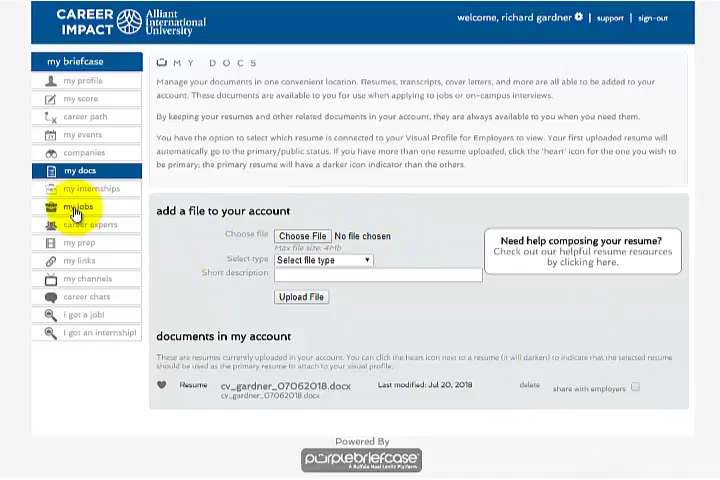 CAREER IMPACT
Alliant International University
welcome, richard gardner | support | sign-out
my briefcase
my profile
my score
career path
my events
companies
my docs
my internships
my jobs
career experts
my prep
my links
my channels
career chats
I got a job!
I got an internship!
MY DOCS
Manage your documents in one convenient location. Resumes, transcripts, cover letters, and more are all able to be added to your
account. These documents are available to you for use when applying to jobs or on-campus interviews.
By keeping your resumes and other related documents in your account, they are always available to you when you need them.
You have the option to select which resume is connected to your Visual Profile for Employers to view. Your first uploaded resume will
automatically go to the primary/public status. If you have more than one resume uploaded, click the 'heart' icon for the one you wish to
be primary; the primary resume will have a darker icon indicator than the others.
add a file to your account
Choose file Choose File No file chosen
Max file size: 4Mb
Select type Select file type
Short description
Upload File
Need help composing your resume?
Check out our helpful resume resources
by clicking here.
documents in my account
These are resumes currently uploaded in your account. You can click the heart icon next to a resume (it will darken) to indicate that the selected resume
should be used as the primary resume to attach to your visual profile.
Resume cv_gardner_07062018.docx Last modified: Jul 20, 2018 delete share with employers
cv_gardner_07062018.docx
Powered By
purplebriefcase
A Buffalo Niel Lentz Platform